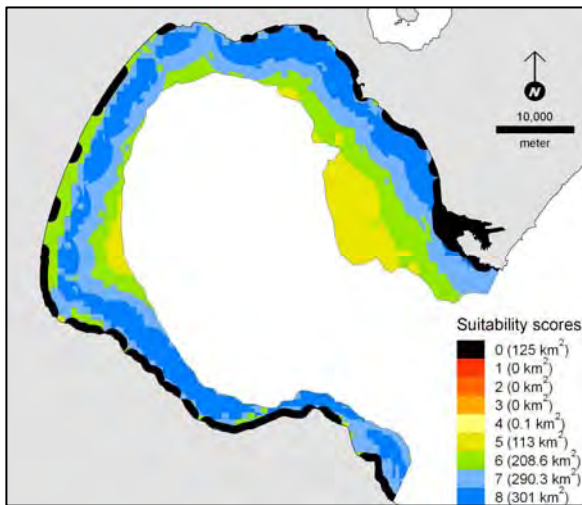 N
10,000
meter
Suitability scores
0 (125 km²)
1 (0 km²)
2 (0 km²)
3 (0 km²)
4 (0.1 km²)
5 (113 km²)
6 (208.6 km²)
7 (290.3 km²)
8 (301 km²)